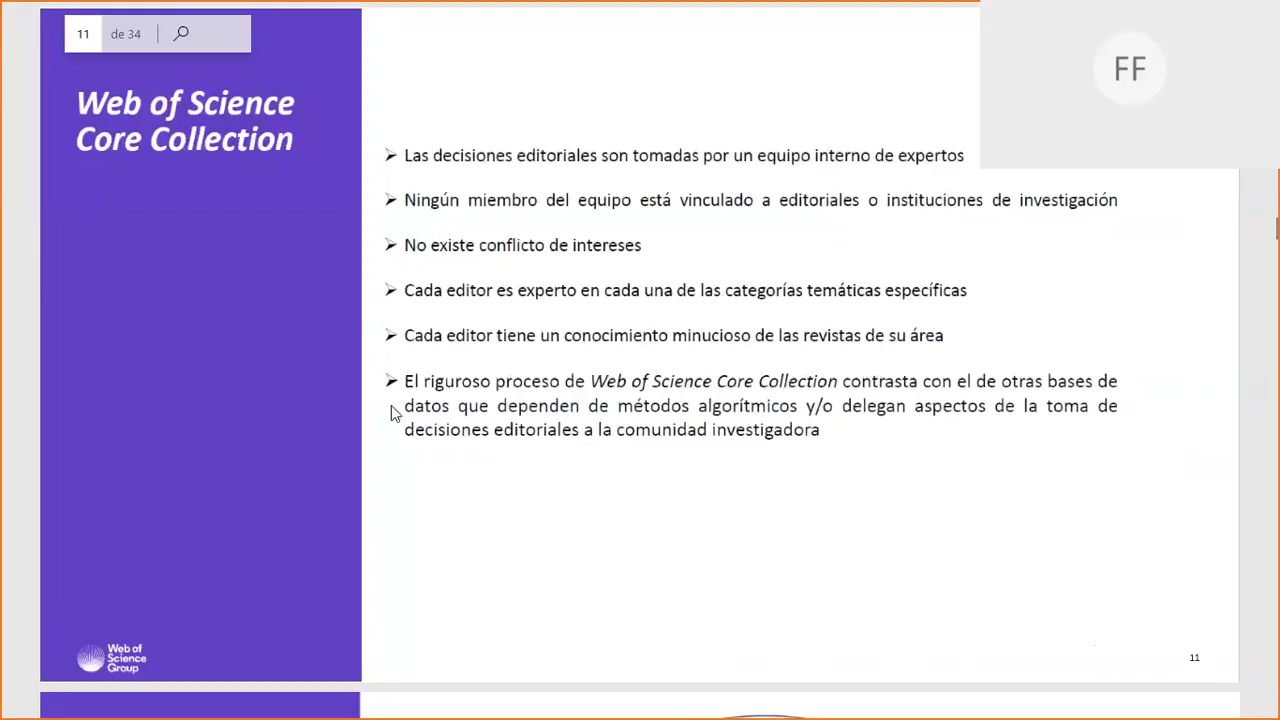 11 de 34
FF
Web of Science
Core Collection
Las decisiones editoriales son tomadas por un equipo interno de expertos
Ningún miembro del equipo está vinculado a editoriales o instituciones de investigación
No existe conflicto de intereses
Cada editor es experto en cada una de las categorías temáticas específicas
Cada editor tiene un conocimiento minucioso de las revistas de su área
El riguroso proceso de Web of Science Core Collection contrasta con el de otras bases de
datos que dependen de métodos algorítmicos y/o delegan aspectos de la toma de
decisiones editoriales a la comunidad investigadora
Web of
Science
Group
11